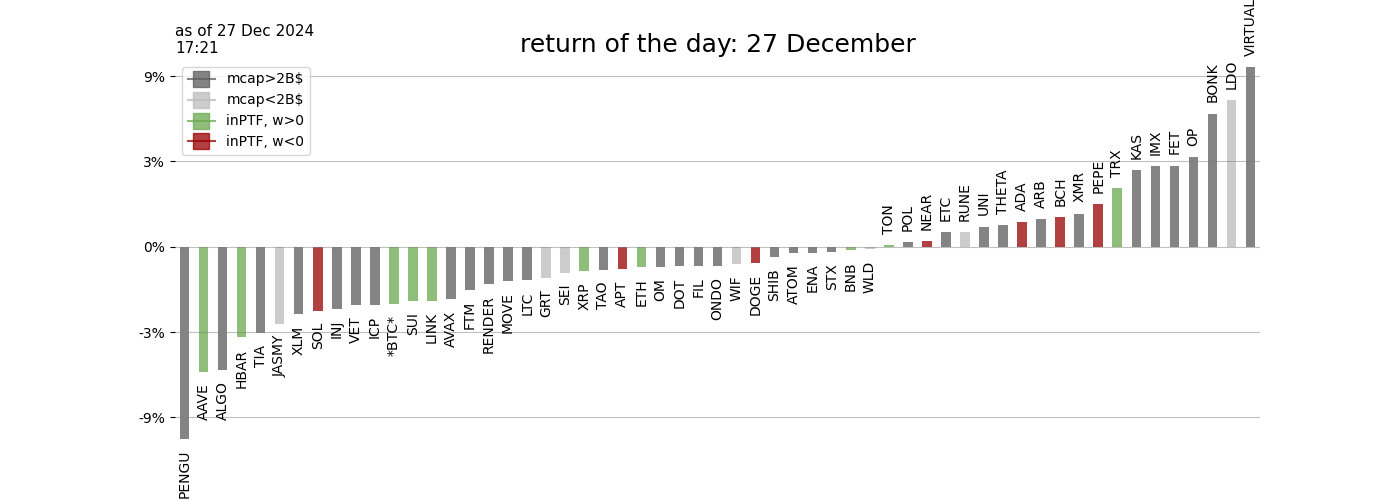 as of 27 Dec 2024
17:21
return of the day: 27 December
mcap>2B$
mcap<2B$
inPTF, w>0
inPTF, w<0
9%
3%
0%
-3%
-9%
PENGU
AAVE
ALGO
HBAR
TIA
JASMY
XLM
SOL
INJ
VET
ICP
*BTC*
SUI
LINK
AVAX
FTM
RENDER
MOVE
LTC
GRT
SEI
XRP
TAO
APT
ETH
OM
DOT
FIL
ONDO
WIF
DOGE
SHIB
ATOM
ENA
STX
BNB
WLD
TON
POL
NEAR
ETC
RUNE
UNI
THETA
ADA
ARB
BCH
XMR
PEPE
TRX
KAS
IMX
FET
OP
BONK
LDO
VIRTUAL